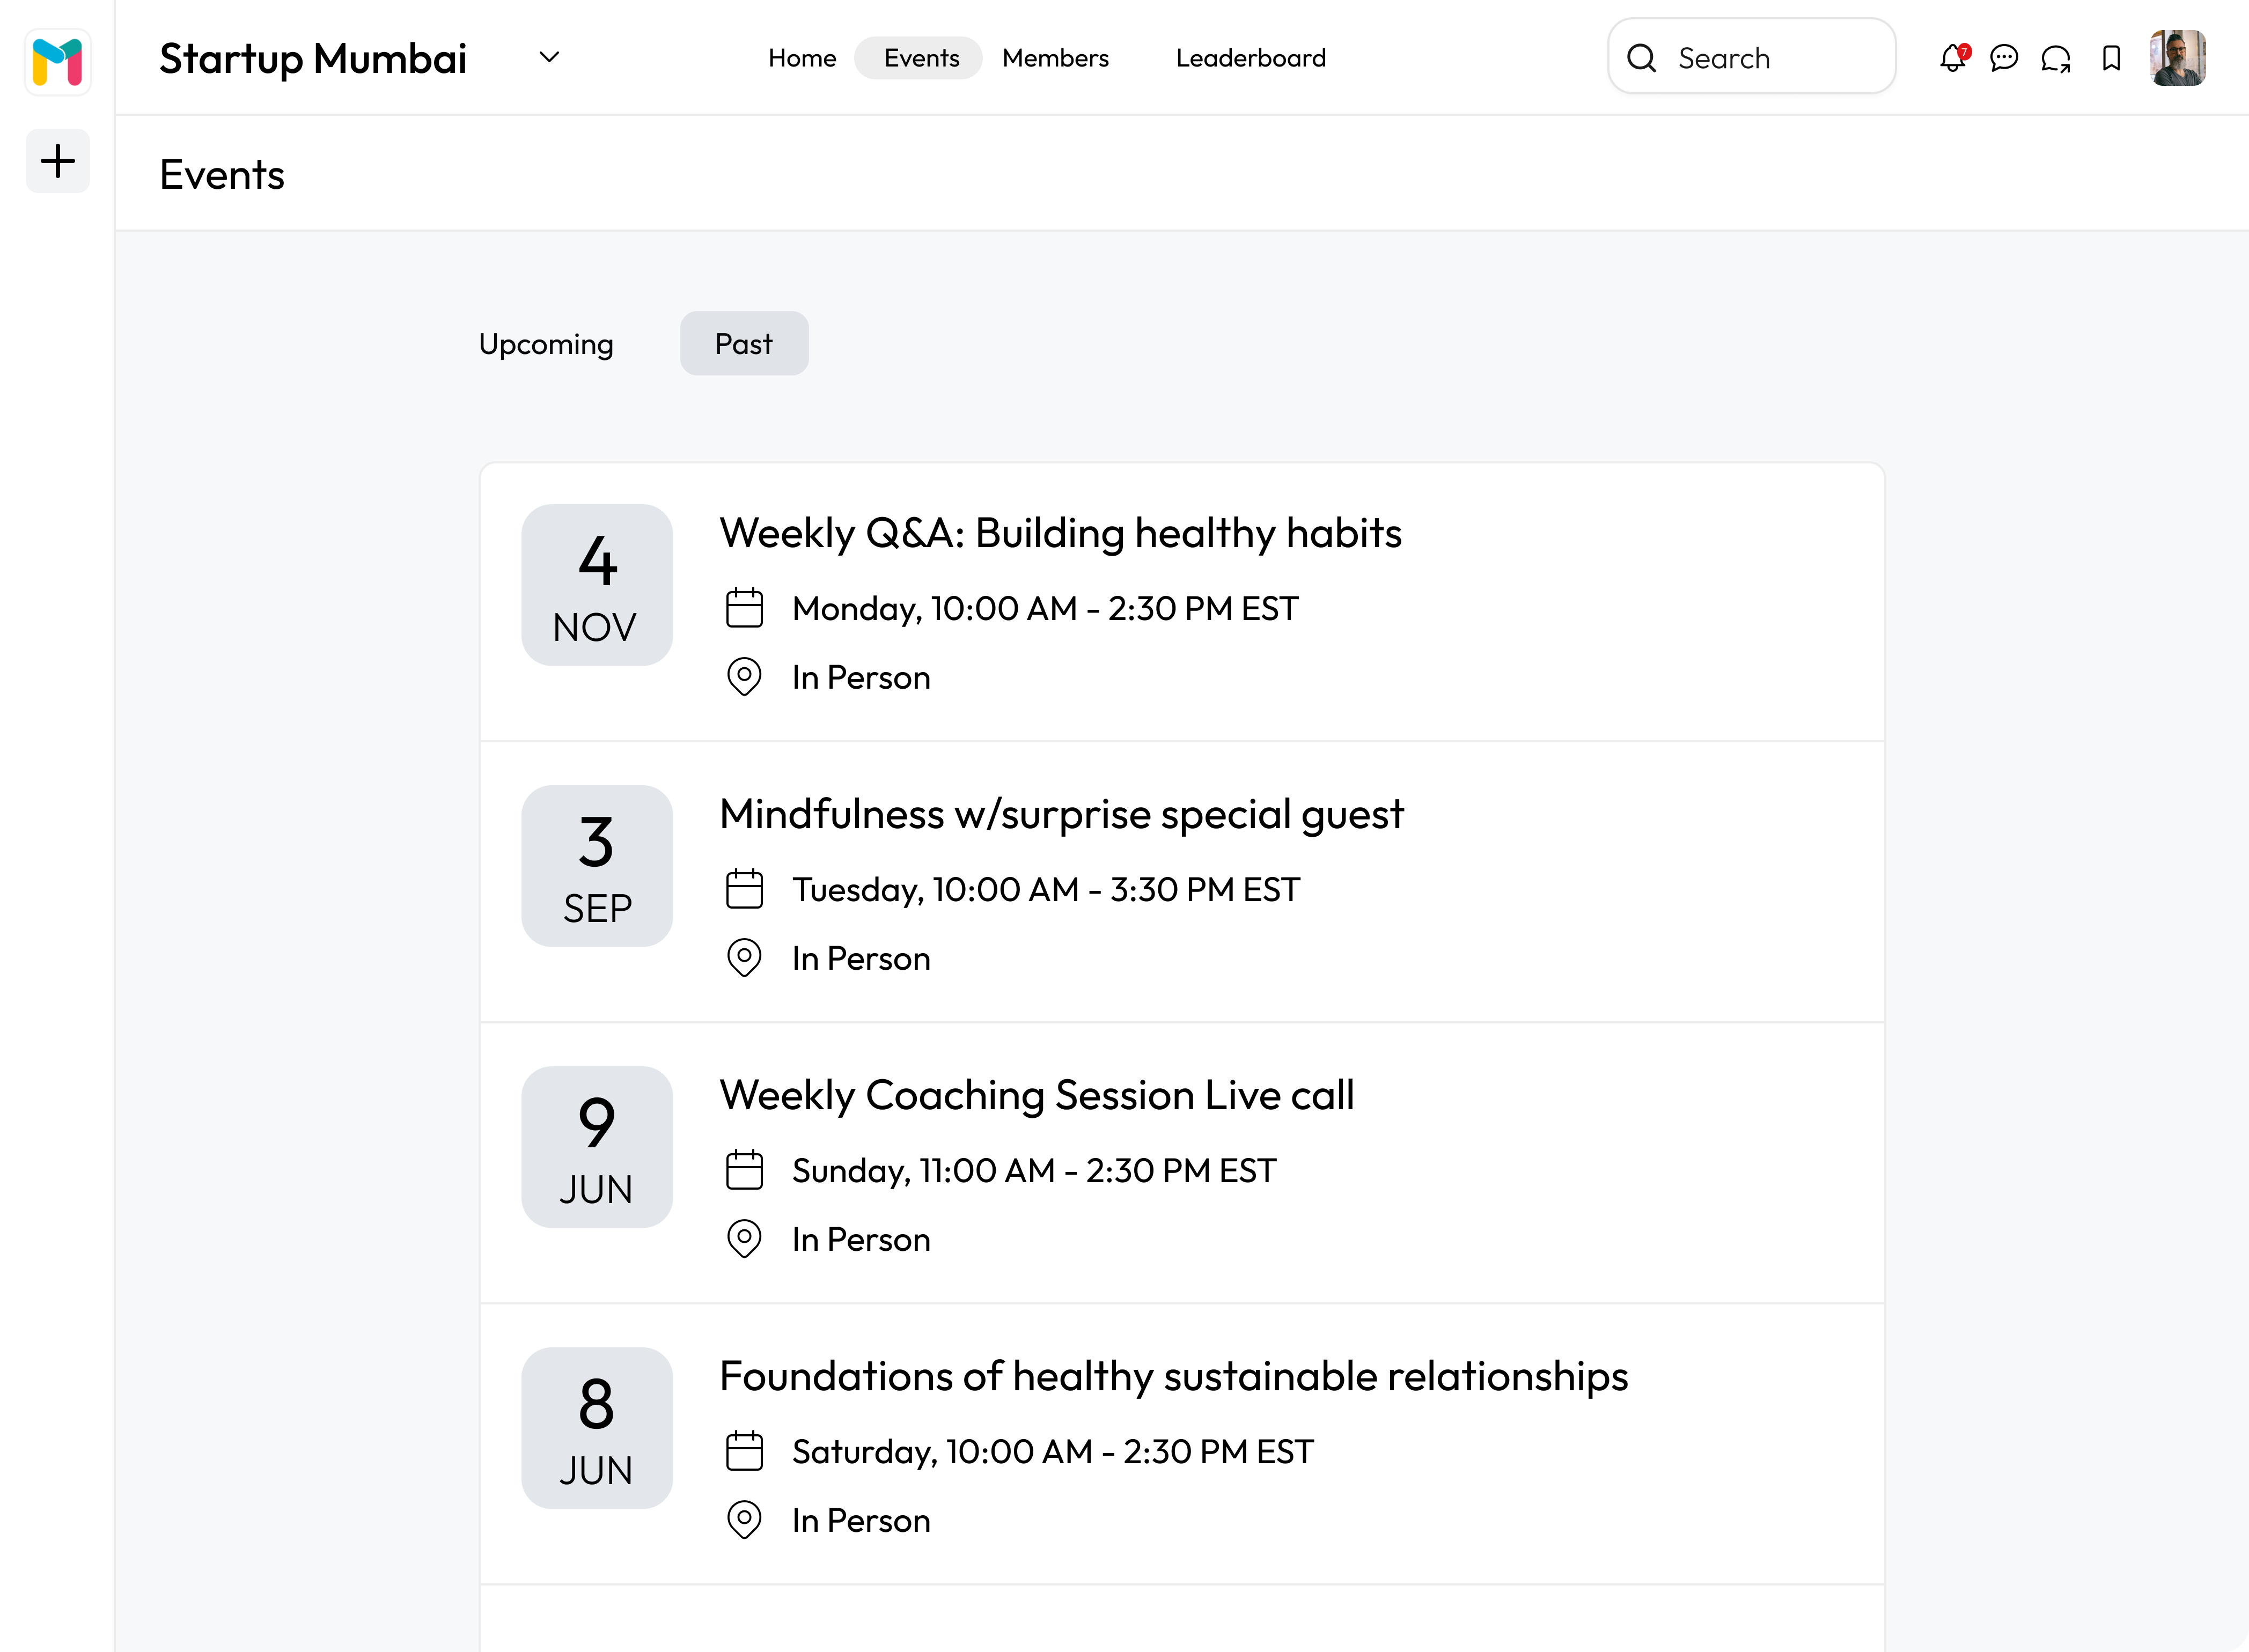 Startup Mumbai
Home
Events
Members
Leaderboard
Search
7
Events
Upcoming
Past
4
NOV
Weekly Q&A: Building healthy habits
Monday, 10:00 AM - 2:30 PM EST
In Person
3
SEP
Mindfulness w/surprise special guest
Tuesday, 10:00 AM - 3:30 PM EST
In Person
9
JUN
Weekly Coaching Session Live call
Sunday, 11:00 AM - 2:30 PM EST
In Person
8
JUN
Foundations of healthy sustainable relationships
Saturday, 10:00 AM - 2:30 PM EST
In Person